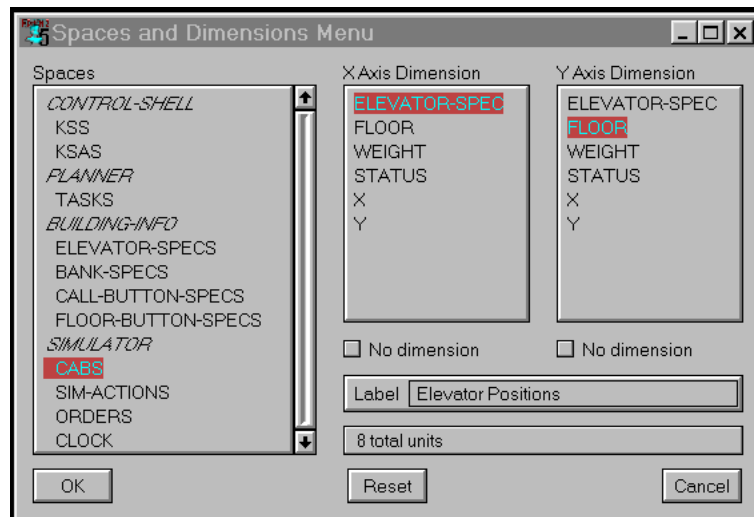 Spaces and Dimensions Menu
Spaces
CONTROL-SHELL
KSS
KSAS
PLANNER
TASKS
BUILDING-INFO
ELEVATOR-SPECS
BANK-SPECS
CALL-BUTTON-SPECS
FLOOR-BUTTON-SPECS
SIMULATOR
CABS
SIM-ACTIONS
ORDERS
CLOCK
X Axis Dimension
ELEVATOR-SPEC
FLOOR
WEIGHT
STATUS
X
Y
No dimension
Y Axis Dimension
ELEVATOR-SPEC
FLOOR
WEIGHT
STATUS
X
Y
No dimension
Label Elevator Positions
8 total units
OK
Reset
Cancel